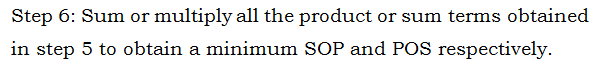 Step 6: Sum or multiply all the product or sum terms obtained
in step 5 to obtain a minimum SOP and POS respectively.